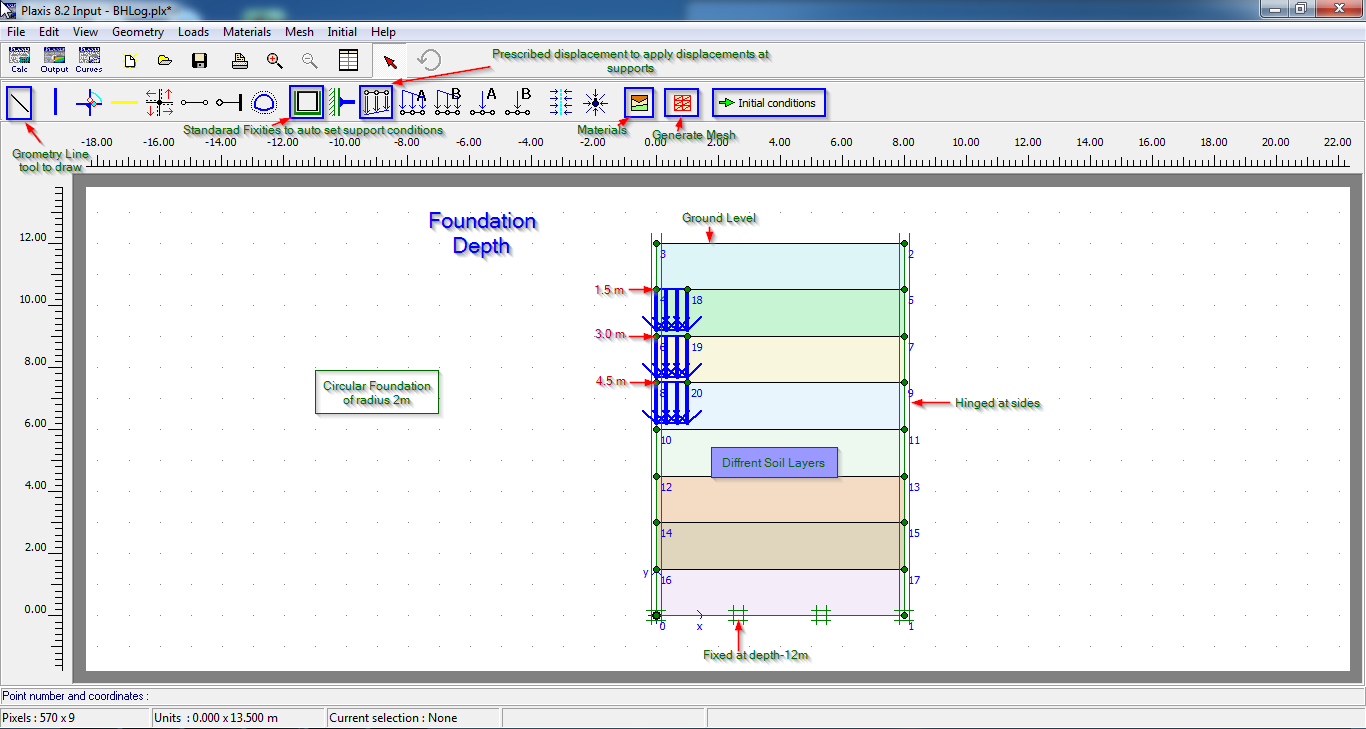 Plaxis 8.2 Input - BHLog.plx*
File Edit View Geometry Loads Materials Mesh Initial Help
Calc Output Curves
Prescribed displacement to apply displacements at
supports
A B A B
Initial conditions
Standarad Fixities to auto set support conditions
Materials
Generate Mesh
Grometry Line
tool to draw
-18.00 -16.00 -14.00 -12.00 -10.00 -8.00 -6.00 -4.00 -2.00 0.00 2.00 4.00 6.00 8.00 10.00 12.00 14.00 16.00 18.00 20.00 22.00
Foundation
Depth
Ground Level
12.00
3 2
1.5 m
10.00
4 18 5
3.0 m
6 19 7
8.00
4.5 m
Circular Foundation
of radius 2m
8 20 9
Hinged at sides
6.00
10 11
Diffrent Soil Layers
4.00
12 13
14 15
2.00
y
16 17
0.00
0 x 1
Fixed at depth-12m
Point number and coordinates :
Pixels : 570 x 9 Units : 0.000 x 13.500 m Current selection : None